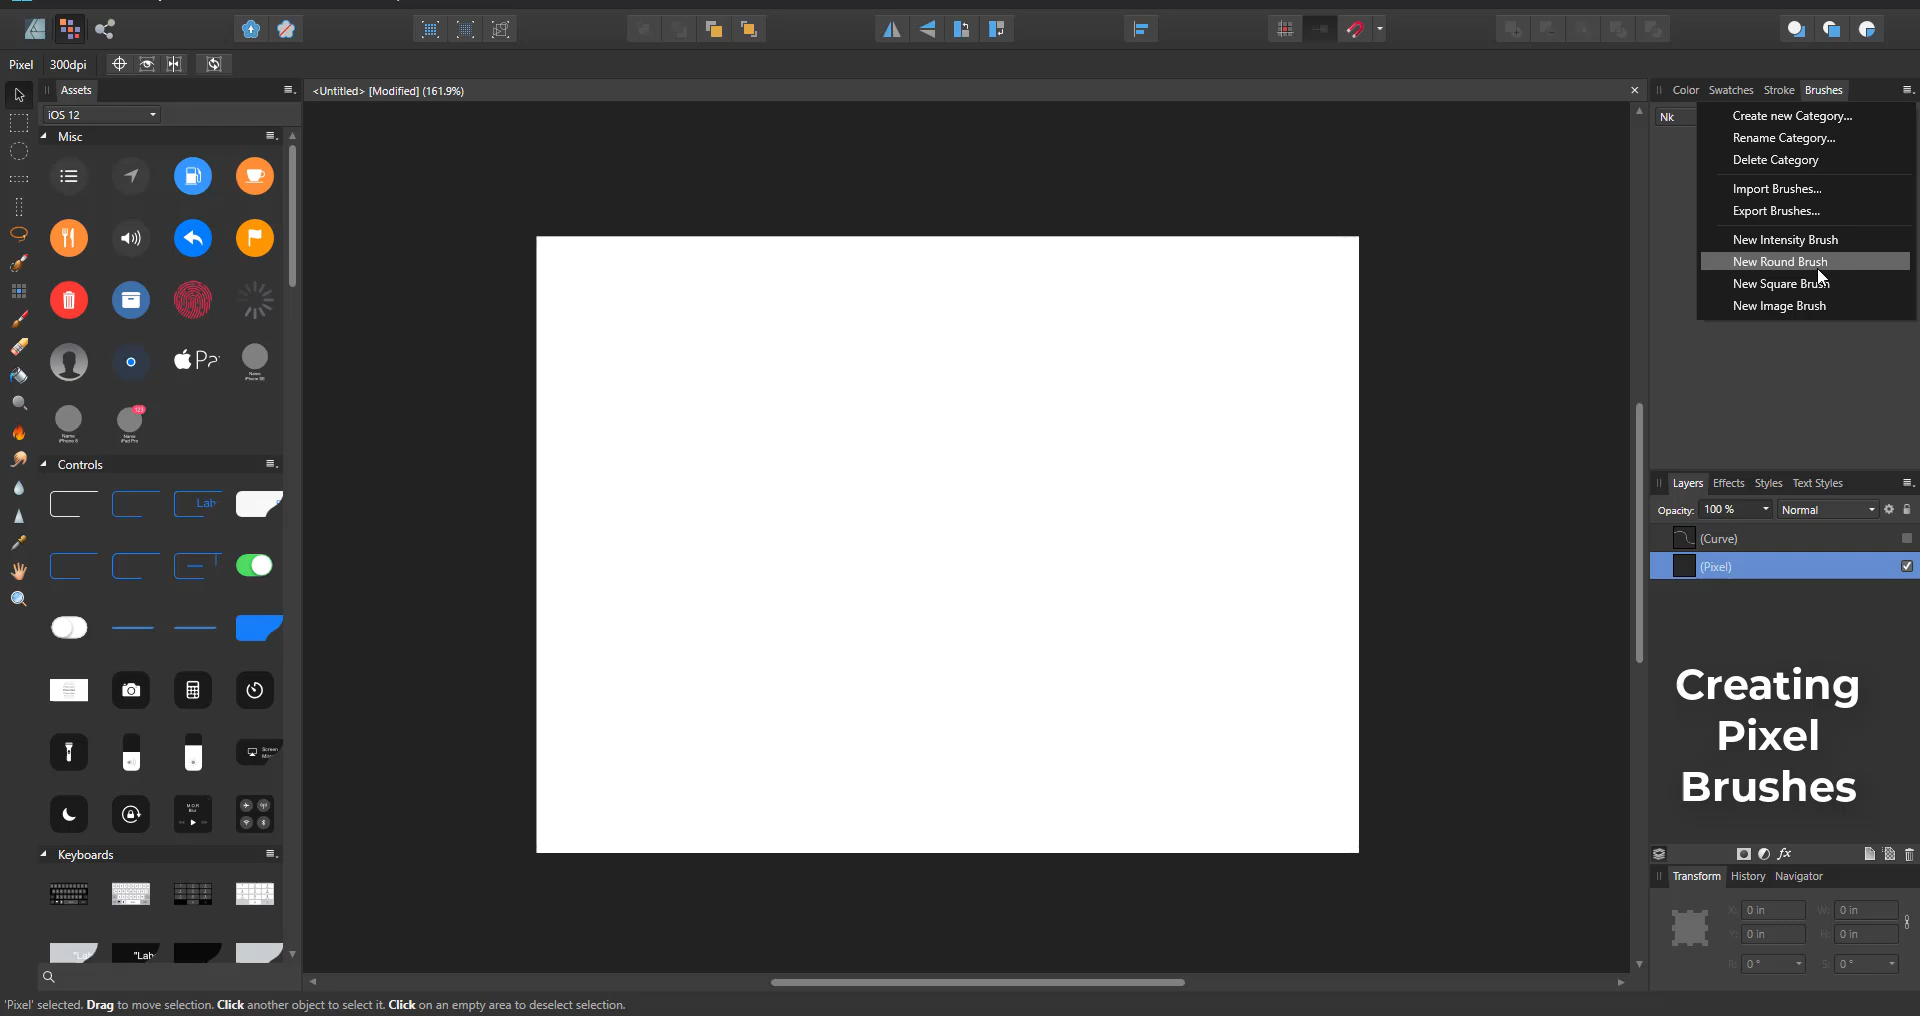 Pixel
300dpi
Assets
<Untitled> [Modified] (161.9%)
Color
Swatches
Stroke
Brushes
iOS 12
Nk
Create new Category...
Rename Category...
Delete Category
Import Brushes...
Export Brushes...
New Intensity Brush
New Round Brush
New Square Brush
New Image Brush
Misc
Controls
Keyboards
Layers
Effects
Styles
Text Styles
Opacity:
100 %
Normal
(Curve)
(Pixel)
Creating
Pixel
Brushes
fx
Transform
History
Navigator
X:
0 in
W:
0 in
Y:
0 in
H:
0 in
R:
0 °
S:
0 °
'Pixel' selected. Drag to move selection. Click another object to select it. Click on an empty area to deselect selection.